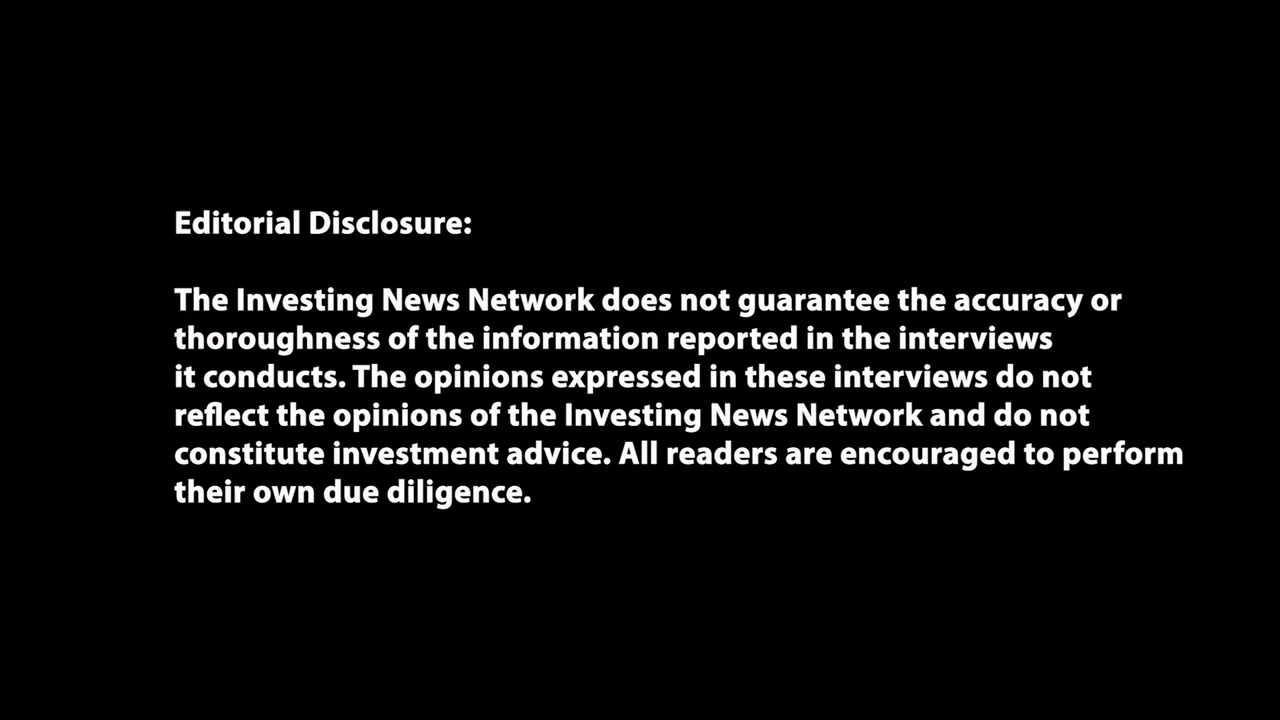 Editorial Disclosure:
The Investing News Network does not guarantee the accuracy or
thoroughness of the information reported in the interviews
it conducts. The opinions expressed in these interviews do not
reflect the opinions of the Investing News Network and do not
constitute investment advice. All readers are encouraged to perform
their own due diligence.